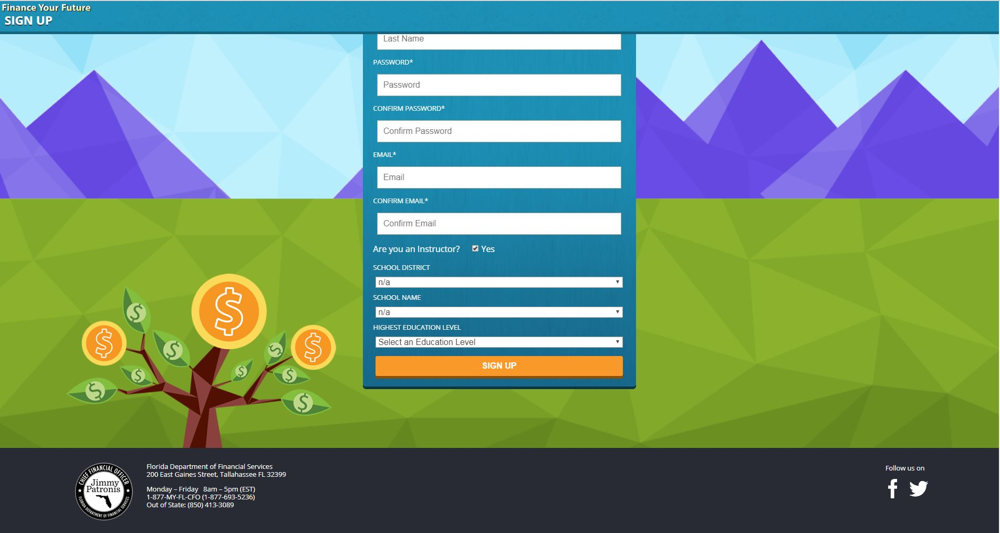 Finance Your Future
SIGN UP
Last Name
PASSWORD*
Password
CONFIRM PASSWORD*
Confirm Password
EMAIL*
Email
CONFIRM EMAIL*
Confirm Email
Are you an Instructor? Yes
SCHOOL DISTRICT
n/a
SCHOOL NAME
n/a
HIGHEST EDUCATION LEVEL
Select an Education Level
SIGN UP
$
$
$
$
$
$
$
$
$
$
CHIEF FINANCIAL OFFICER
Jimmy
Patronis
FLORIDA DEPARTMENT OF FINANCIAL SERVICES
Florida Department of Financial Services
200 East Gaines Street, Tallahassee FL 32399
Monday – Friday 8am – 5pm (EST)
1-877-MY-FL-CFO (1-877-693-5236)
Out of State: (850) 413-3089
Follow us on